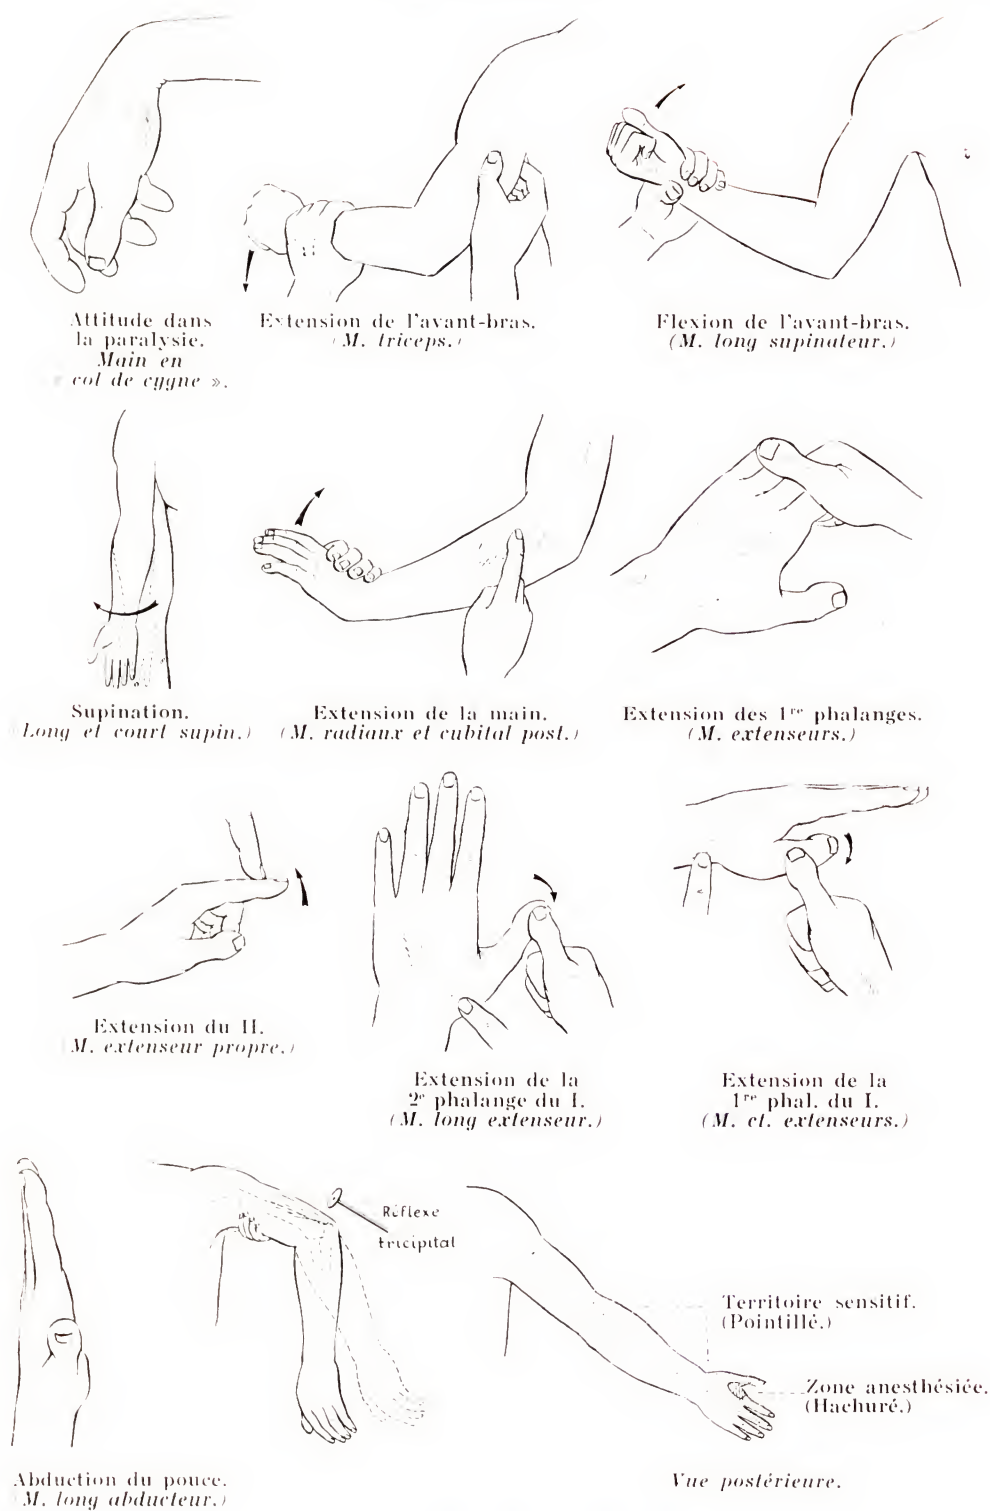 Attitude dans
la paralysie.
Main en
col de cygne ».
Extension de l'avant-bras.
(M. triceps.)
Flexion de l'avant-bras.
(M. long supinateur.)
Supination.
(Long et court supin.)
Extension de la main.
(M. radiaux et cubital post.)
Extension des 1re phalanges.
(M. extenseurs.)
Extension du II.
(M. extenseur propre.)
Extension de la
2e phalange du I.
(M. long extenseur.)
Extension de la
1re phal. du I.
(M. ct. extenseurs.)
Abduction du pouce.
(M. long abducteur.)
Réflexe
tricipital
Territoire sensitif.
(Pointillé.)
Zone anesthésiée.
(Hachuré.)
Vue postérieure.